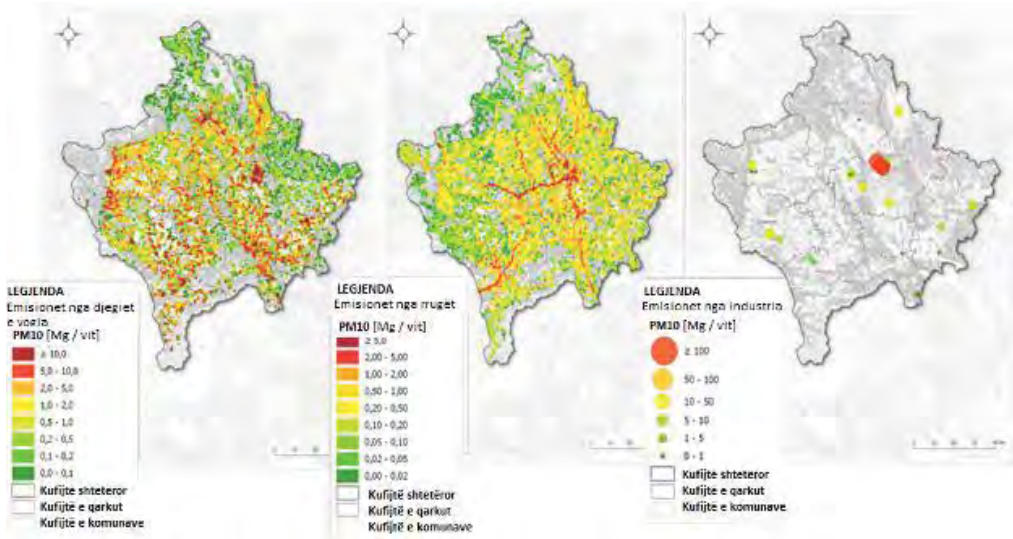 LEGJENDA
Emisionet nga djegiet
e vogla
PM10 [Mg / vit]
≥ 10,0
5,0 - 10,0
2,0 - 5,0
1,0 - 2,0
0,5 - 1,0
0,2 - 0,5
0,1 - 0,2
0,0 - 0,1
Kufijtë shteteror
Kufijtë e qarkut
Kufijtë e komunave
LEGJENDA
Emisionet nga rruget
PM10 [Mg / vit]
≥ 5,0
2,00 - 5,00
1,00 - 2,00
0,50 - 1,00
0,20 - 0,50
0,10 - 0,20
0,05 - 0,10
0,02 - 0,05
0,00 - 0,02
Kufijtë shtetëror
Kufijtë e qarkut
Kufijtë e komunave
LEGJENDA
Emisionet nga industria
PM10 [Mg / vit]
≥ 100
50 - 100
10 - 50
5 - 10
1 - 5
0 - 1
Kufijtë shteteror
Kufijtë e qarkut
Kufijtë e komunave